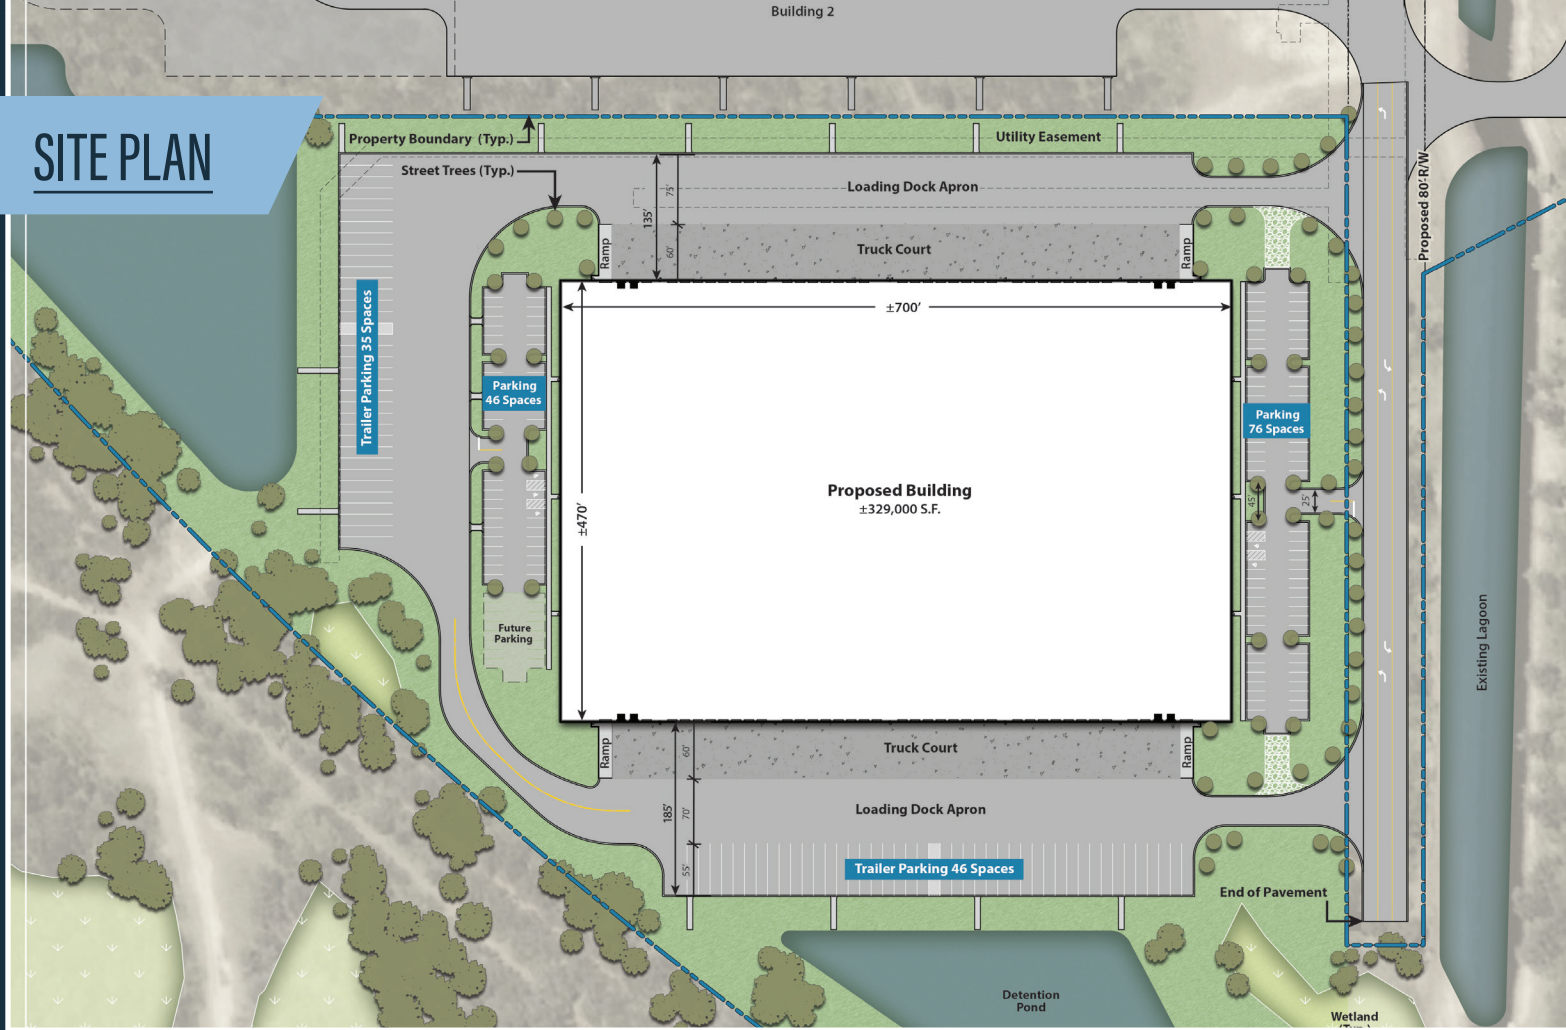 Building 2
SITE PLAN
Property Boundary (Typ.)
Utility Easement
Street Trees (Typ.)
Loading Dock Apron
75'
135'
60'
Ramp
Truck Court
Ramp
Proposed 80' R/W
±700'
Trailer Parking 35 Spaces
Parking
46 Spaces
Parking
76 Spaces
Proposed Building
±329,000 S.F.
±470'
45'
25'
Future
Parking
Existing Lagoon
Ramp
60'
Truck Court
Ramp
185'
70'
Loading Dock Apron
55'
Trailer Parking 46 Spaces
End of Pavement
Detention
Pond
Wetland
(Typ.)